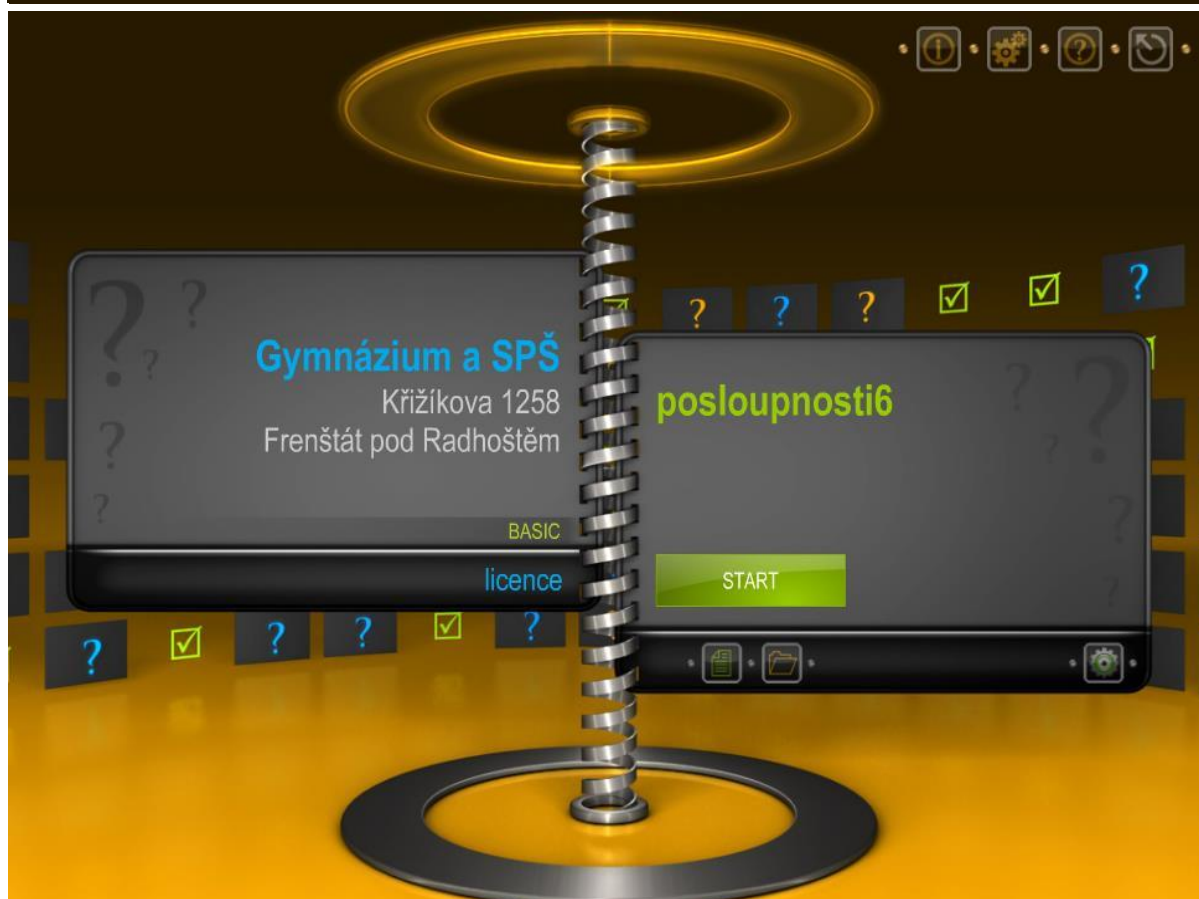 Gymnázium a SPŠ
Křižíkova 1258
Frenštát pod Radhoštěm
BASIC
licence
posloupnosti6
START